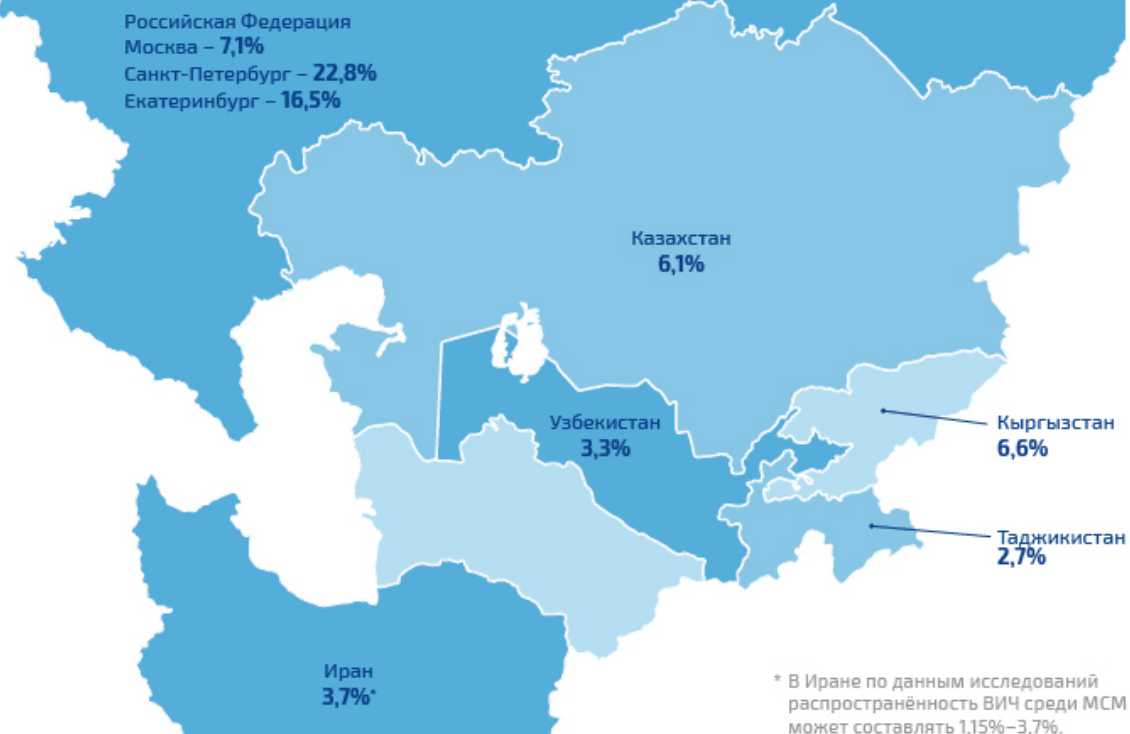 Российская Федерация
Москва – 7,1%
Санкт-Петербург – 22,8%
Екатеринбург – 16,5%
Казахстан
6,1%
Узбекистан
3,3%
Кыргызстан
6,6%
Таджикистан
2,7%
Иран
3,7%*
* В Иране по данным исследований
распространённость ВИЧ среди МСМ
может составлять 1,15%–3,7%.